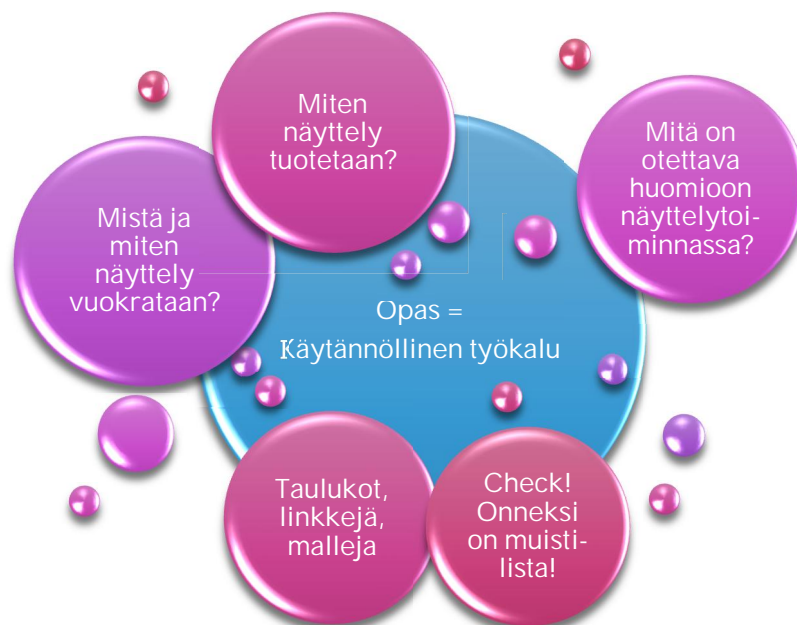 Miten
näyttely
tuotetaan?
Mitä on
otettava
huomioon
näyttelytoi-
minnassa?
Mistä ja
miten
näyttely
vuokrataan?
Opas =
Käytännöllinen työkalu
Taulukot,
linkkejä,
malleja
Check!
Onneksi
on muisti-
lista!